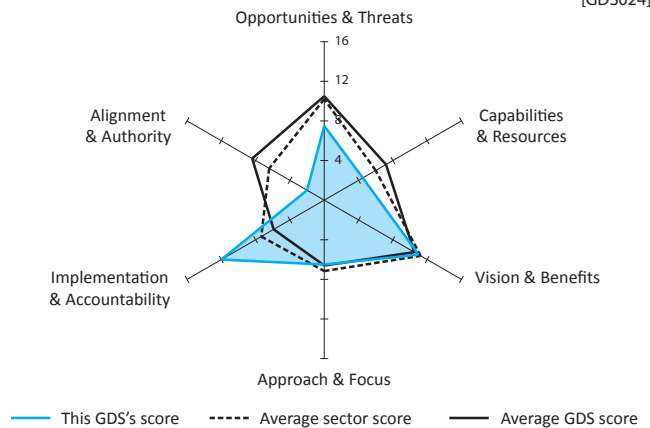 [GDS024]
Opportunities & Threats
16
12
8
4
Alignment
& Authority
Capabilities
& Resources
Implementation
& Accountability
Vision & Benefits
Approach & Focus
This GDS's score
Average sector score
Average GDS score